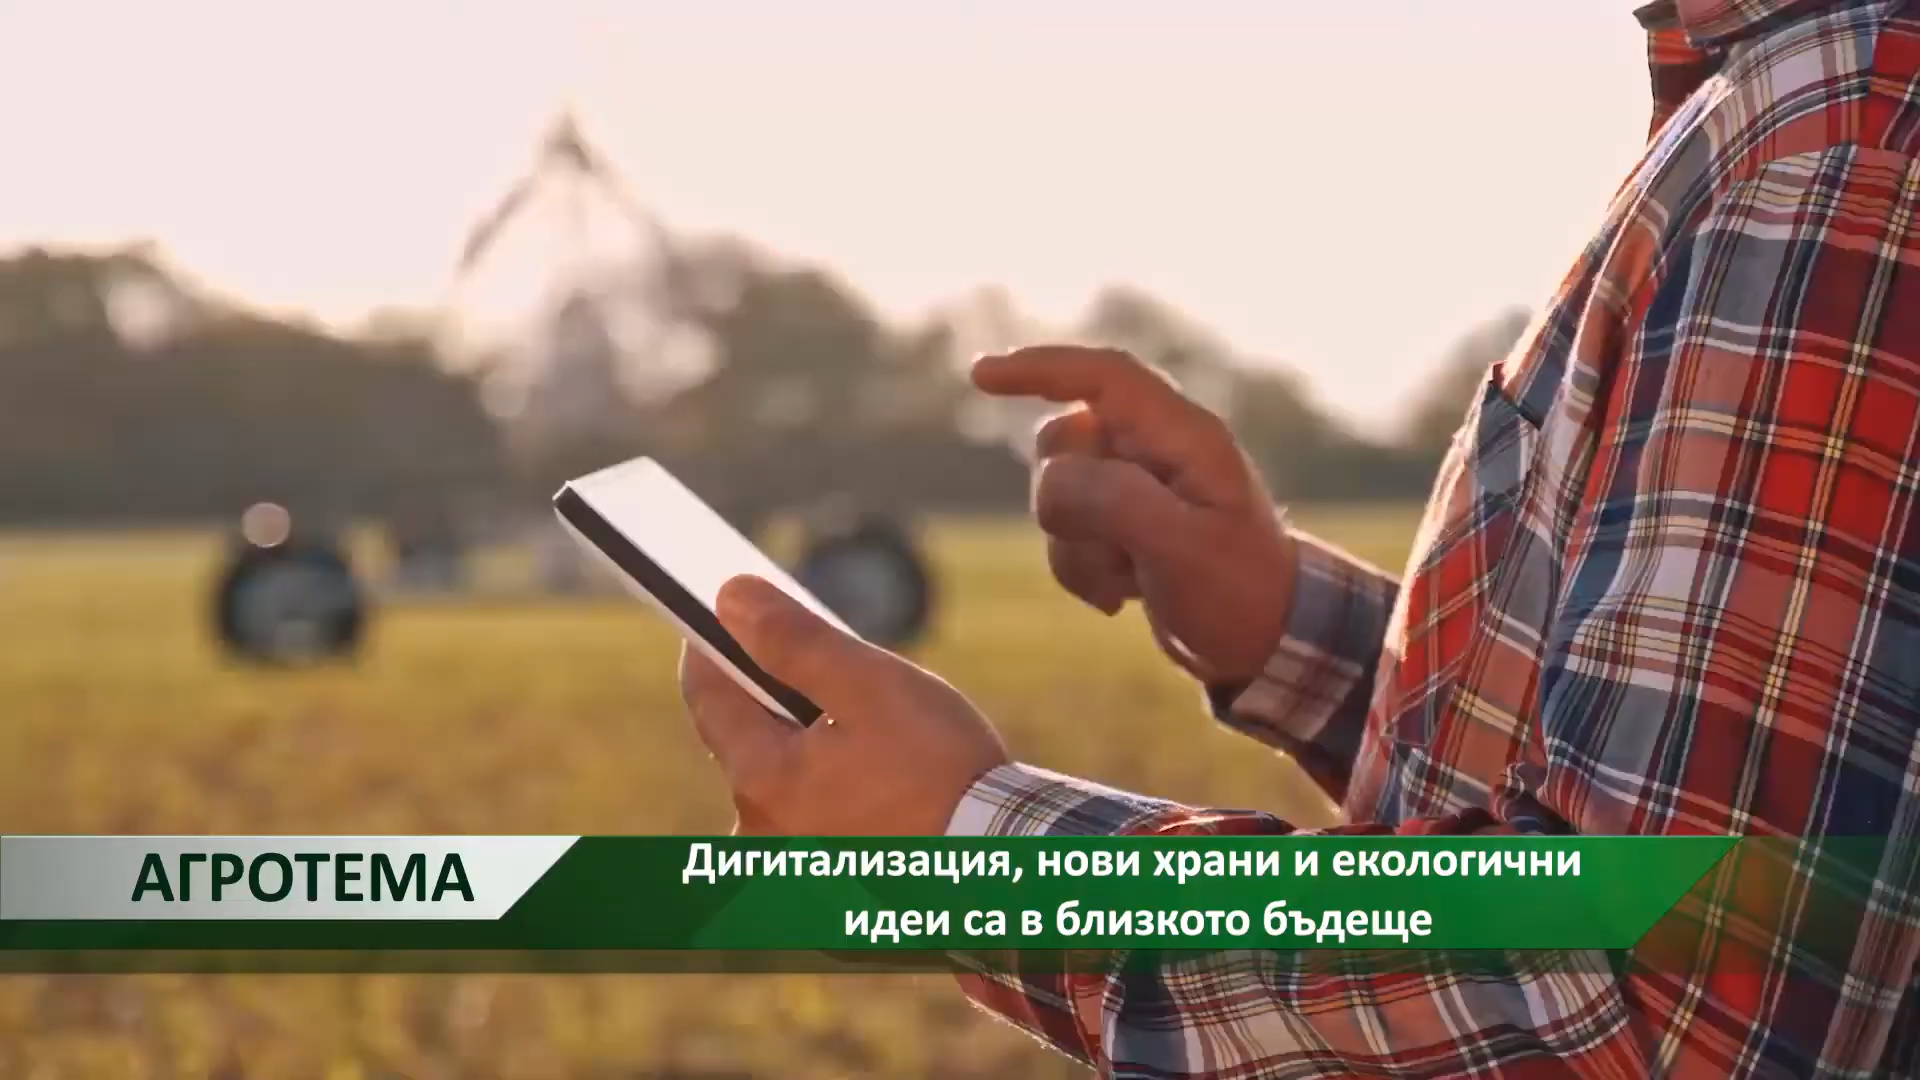 АГРОТЕМА
Дигитализация, нови храни и екологични
идеи са в близкото бъдеще